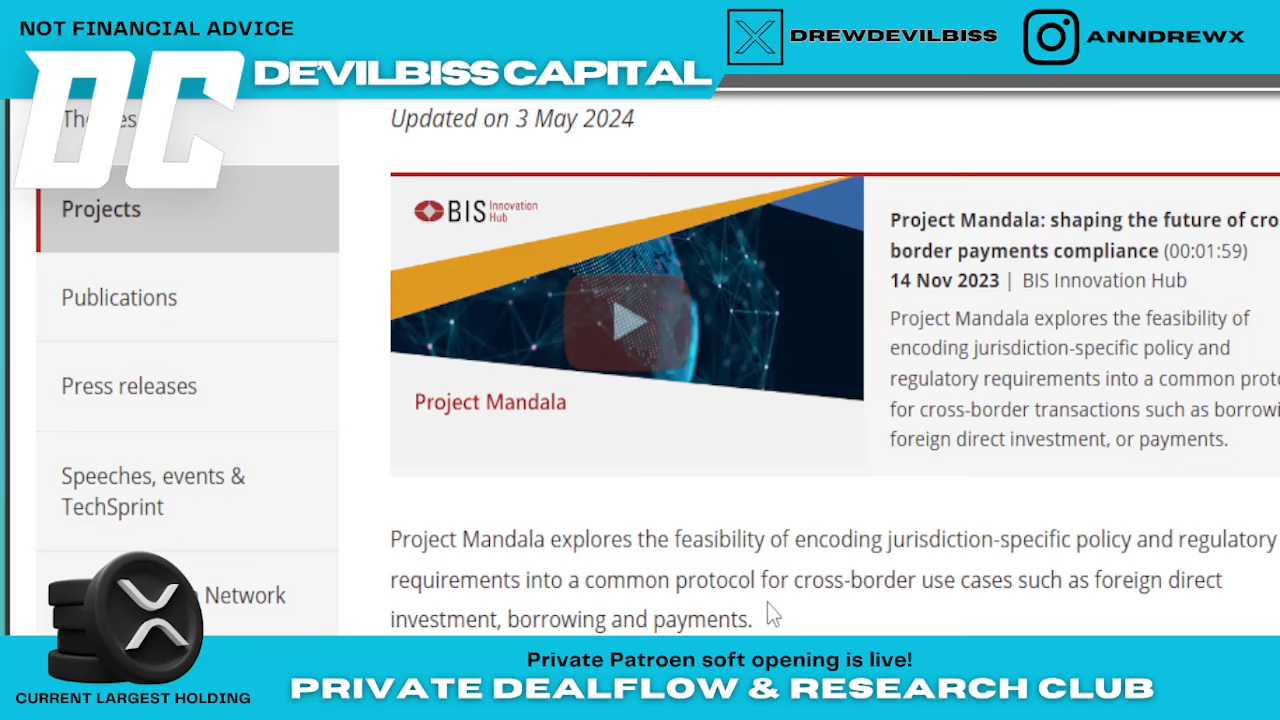 NOT FINANCIAL ADVICE
DC
DE'VILBISS CAPITAL
DREWDEVILBISS
ANNDREWX
Updated on 3 May 2024
Projects
Publications
Press releases
Speeches, events &
TechSprint
Network
BIS Innovation
Hub
Project Mandala
Project Mandala: shaping the future of cro
border payments compliance (00:01:59)
14 Nov 2023 | BIS Innovation Hub
Project Mandala explores the feasibility of
encoding jurisdiction-specific policy and
regulatory requirements into a common proto
for cross-border transactions such as borrowi
foreign direct investment, or payments.
Project Mandala explores the feasibility of encoding jurisdiction-specific policy and regulatory
requirements into a common protocol for cross-border use cases such as foreign direct
investment, borrowing and payments.
CURRENT LARGEST HOLDING
Private Patroen soft opening is live!
PRIVATE DEALFLOW & RESEARCH CLUB